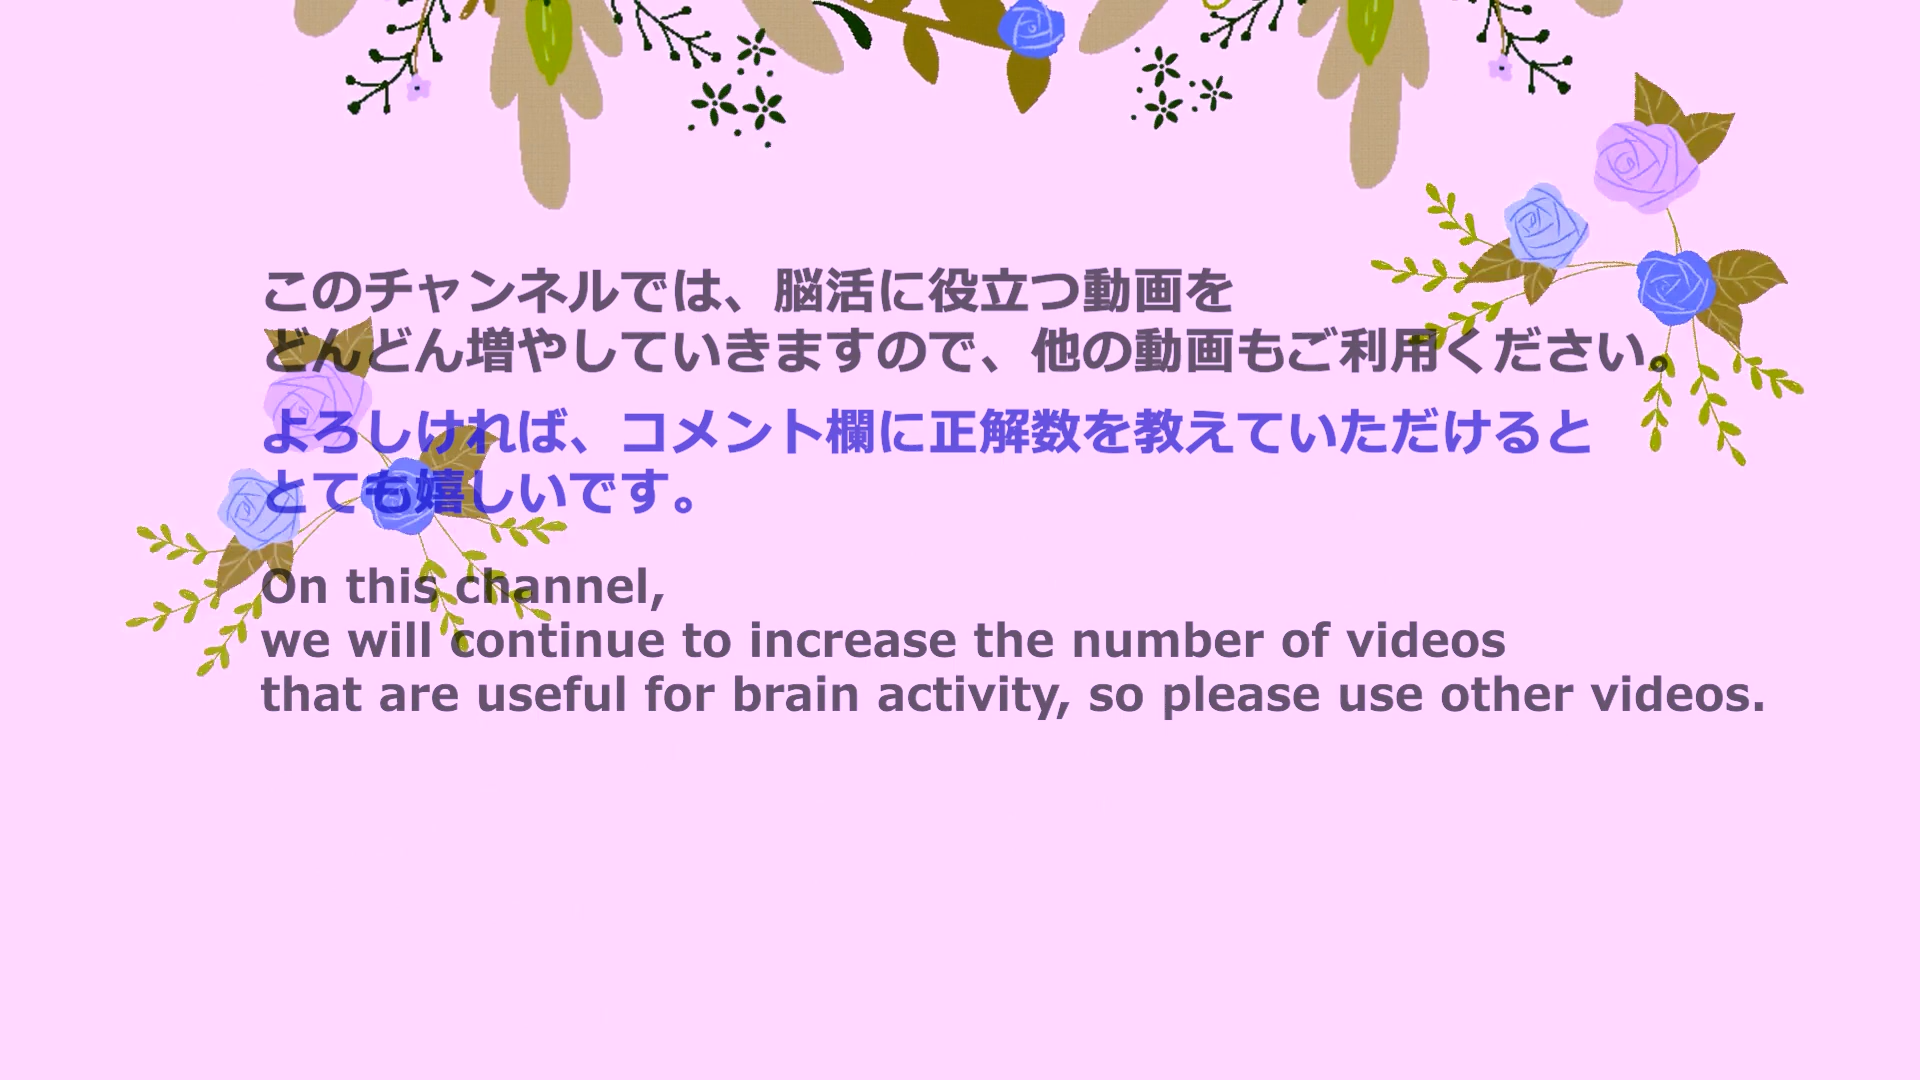 このチャンネルでは、脳活に役立つ動画を
どんどん増やしていきますので、他の動画もご利用ください。
よろしければ、コメント欄に正解数を教えていただけると
とても嬉しいです。
On this channel,
we will continue to increase the number of videos
that are useful for brain activity, so please use other videos.